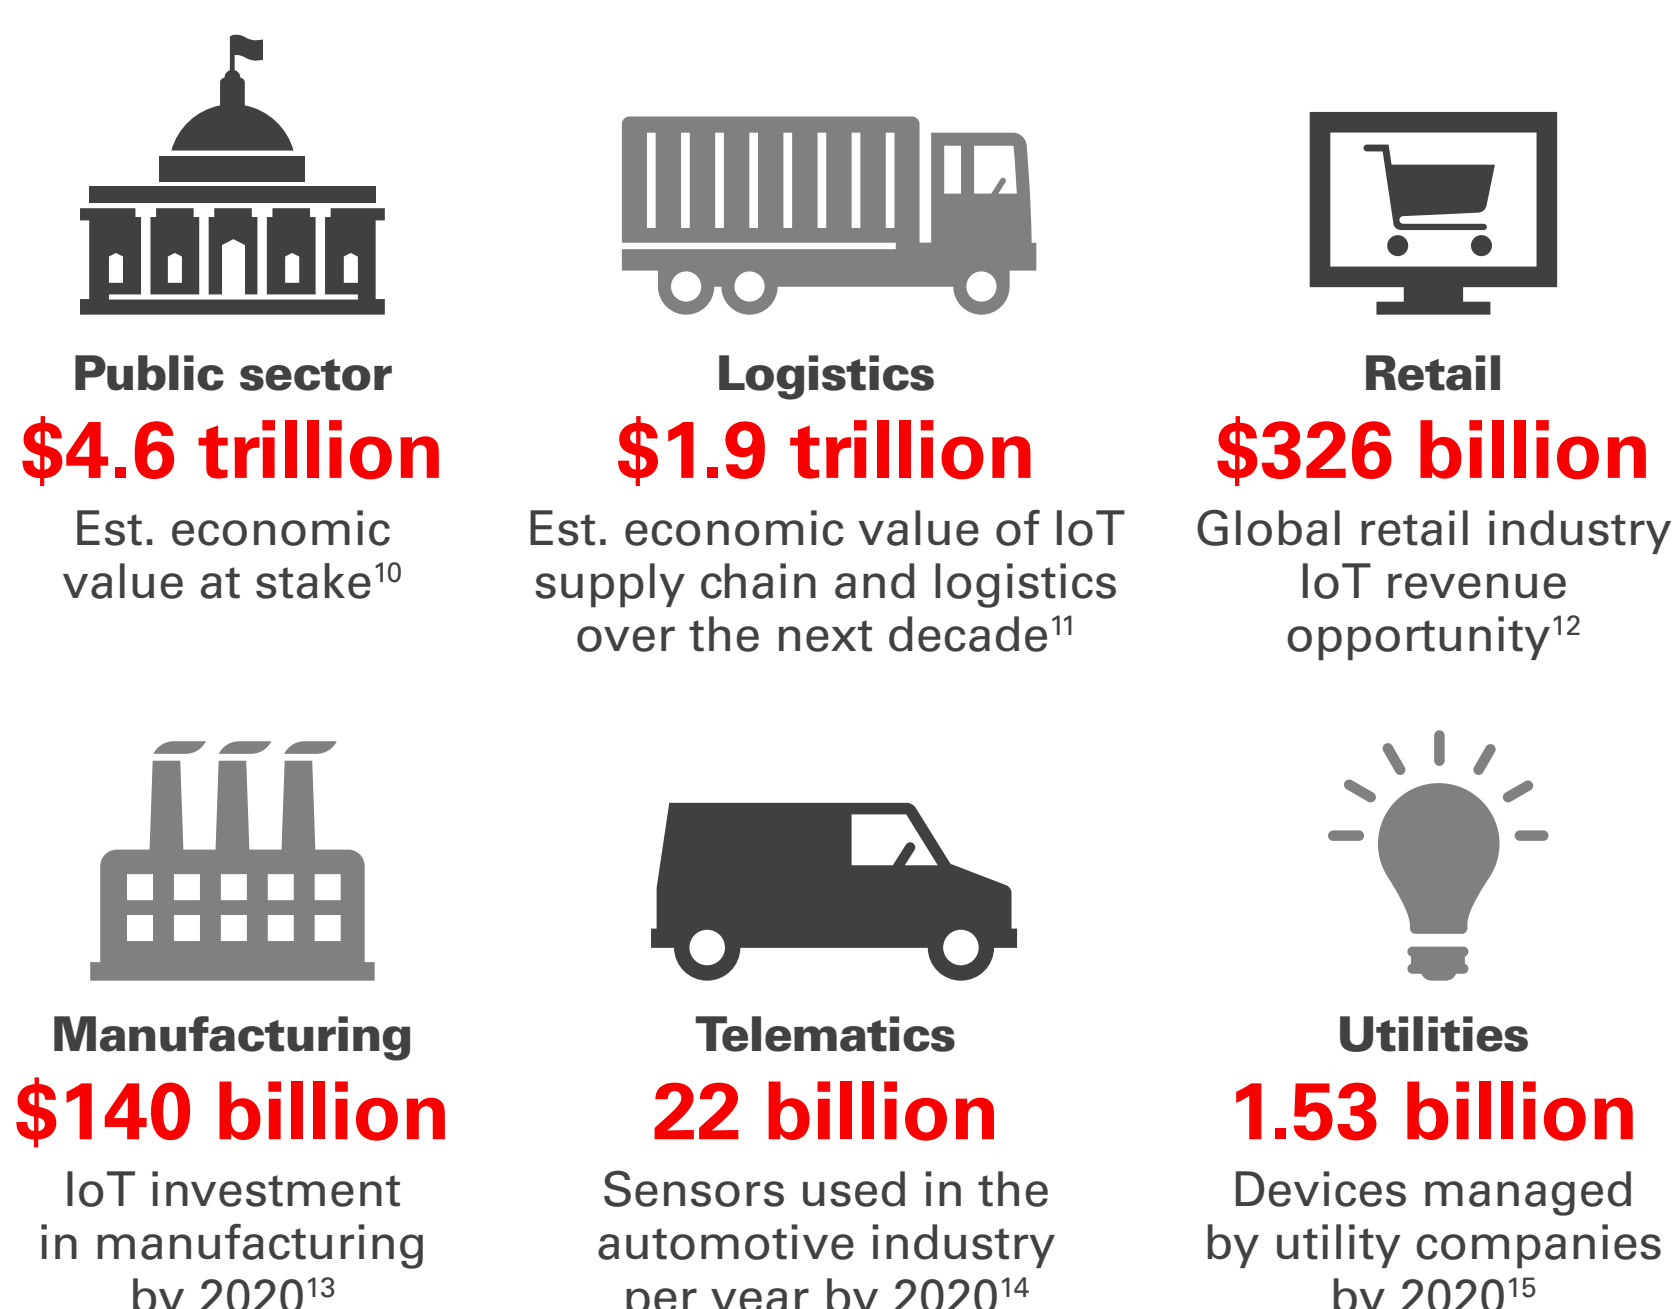 Public sector
$4.6 trillion
Est. economic
value at stake¹⁰
Logistics
$1.9 trillion
Est. economic value of IoT
supply chain and logistics
over the next decade¹¹
Retail
$326 billion
Global retail industry
IoT revenue
opportunity¹²
Manufacturing
$140 billion
IoT investment
in manufacturing
by 2020¹³
Telematics
22 billion
Sensors used in the
automotive industry
per year by 2020¹⁴
Utilities
1.53 billion
Devices managed
by utility companies
by 2020¹⁵